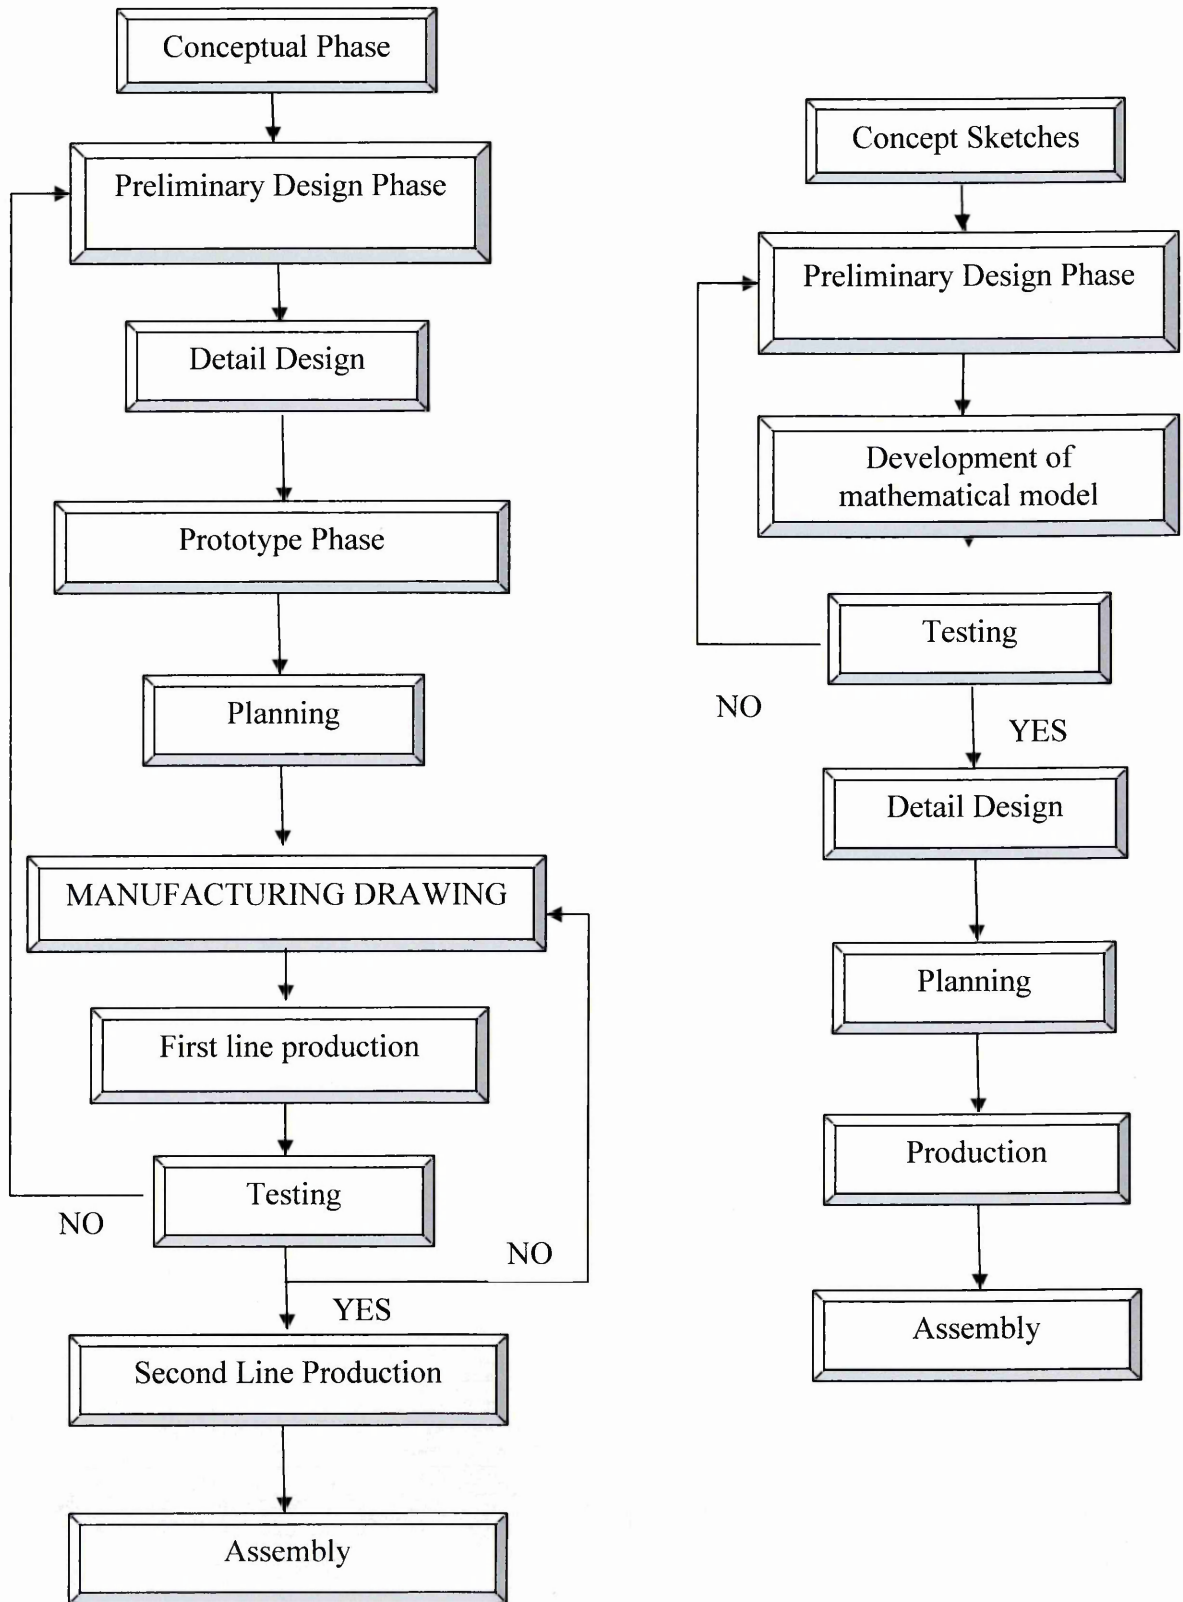 Conceptual Phase
Preliminary Design Phase
Detail Design
Prototype Phase
Planning
MANUFACTURING DRAWING
First line production
Testing
NO
NO
YES
Second Line Production
Assembly
Concept Sketches
Preliminary Design Phase
Development of
mathematical model
Testing
NO
YES
Detail Design
Planning
Production
Assembly